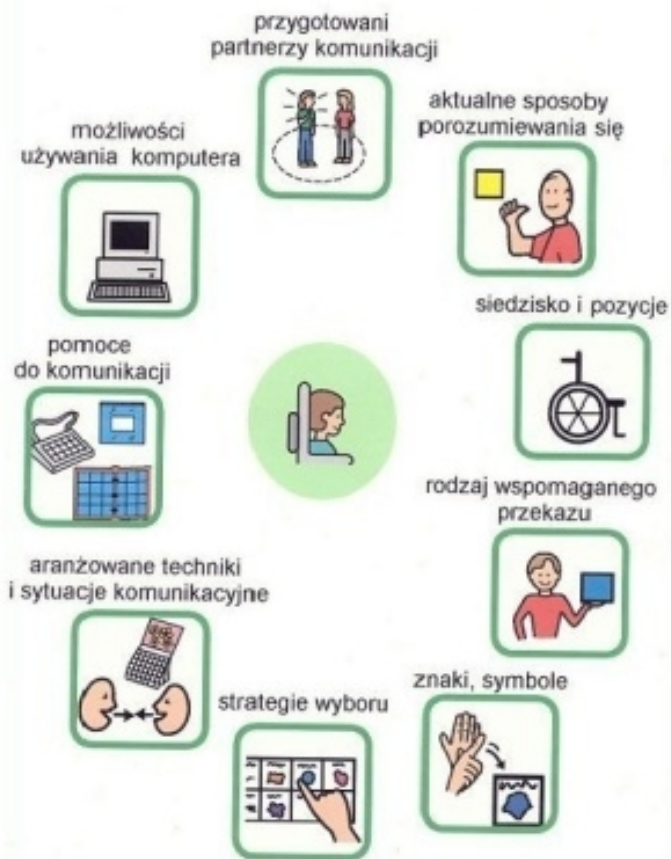 przygotowani
partnerzy komunikacji
aktualne sposoby
porozumiewania się
możliwości
używania komputera
siedzisko i pozycje
pomoce
do komunikacji
rodzaj wspomaganego
przekazu
aranżowane techniki
i sytuacje komunikacyjne
znaki, symbole
strategie wyboru